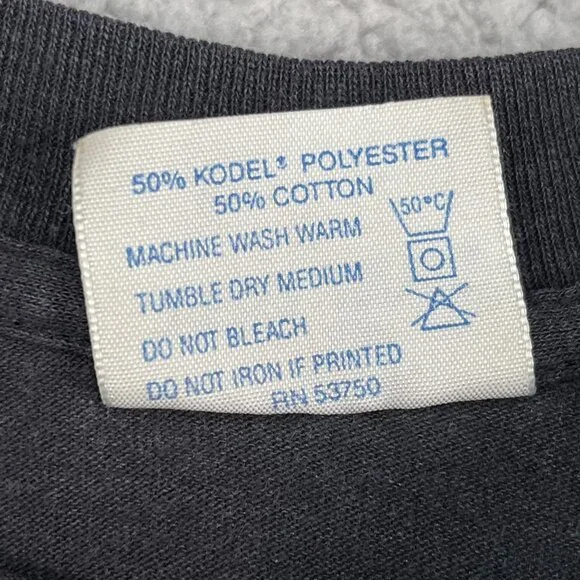 50% KODEL® POLYESTER
50% COTTON
MACHINE WASH WARM
50°C
TUMBLE DRY MEDIUM
DO NOT BLEACH
DO NOT IRON IF PRINTED
RN 53750